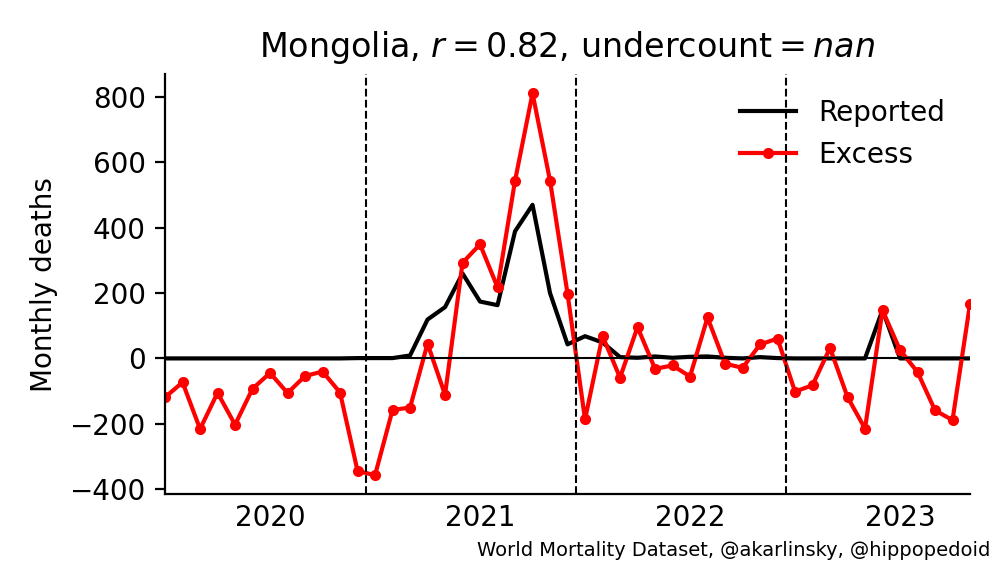 Mongolia, r = 0.82, undercount = nan
Monthly deaths
800
600
400
200
0
−200
−400
Reported
Excess
2020 2021 2022 2023
World Mortality Dataset, @akarlinsky, @hippopedoid